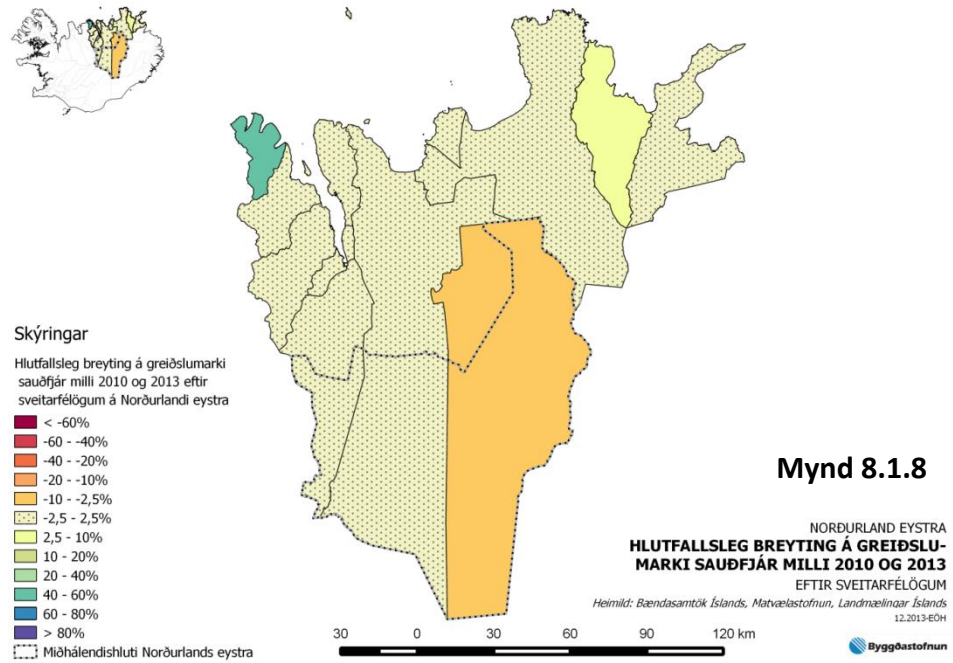 Skýringar
Hlutfallsleg breyting á greiðslumarki
sauðfjár milli 2010 og 2013 eftir
sveitarfélögum á Norðurlandi eystra
< -60%
-60 - -40%
-40 - -20%
-20 - -10%
-10 - -2,5%
-2,5 - 2,5%
2,5 - 10%
10 - 20%
20 - 40%
40 - 60%
60 - 80%
> 80%
Miðhálendishluti Norðurlands eystra
30 0 30 60 90 120 km
Mynd 8.1.8
NORÐURLAND EYSTRA
HLUTFALLSLEG BREYTING Á GREIÐSLU-
MARKI SAUÐFJÁR MILLI 2010 OG 2013
EFTIR SVEITARFÉLÖGUM
Heimild: Bændasamtök Íslands, Matvælastofnun, Landmælingar Íslands
12.2013-EÖH
Byggðastofnun